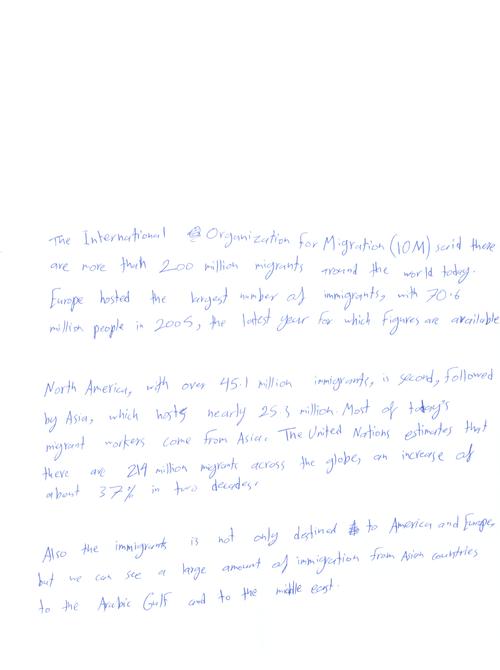 The International Organization for Migration (IOM) said there
are more than 200 million migrants around the world today.
Europe hosted the largest number of immigrants, with 70.6
million people in 2005, the latest year for which figures are available
North America, with over 45.1 million immigrants, is second, followed
by Asia, which hosts nearly 25.3 million. Most of today's
migrant workers come from Asia. The United Nations estimates that
there are 214 million migrants across the globe, an increase of
about 37% in two decades.
Also the immigrants is not only destined to America and Europe,
but we can see a large amount of immigration from Asian countries
to the Arabic Gulf and to the middle east.